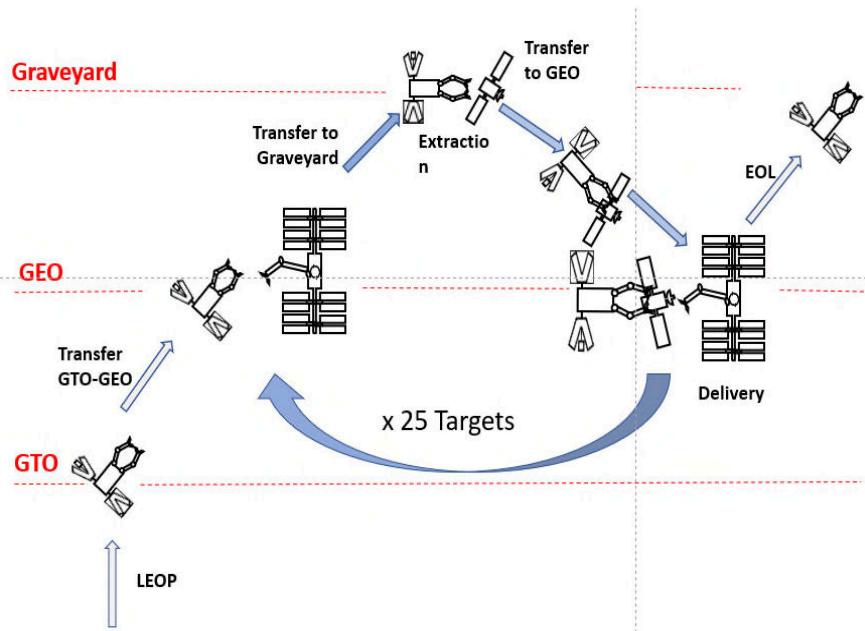 Graveyard
Transfer
to GEO
Transfer to
Graveyard
Extractio
n
EOL
GEO
Transfer
GTO-GEO
Delivery
x 25 Targets
GTO
LEOP